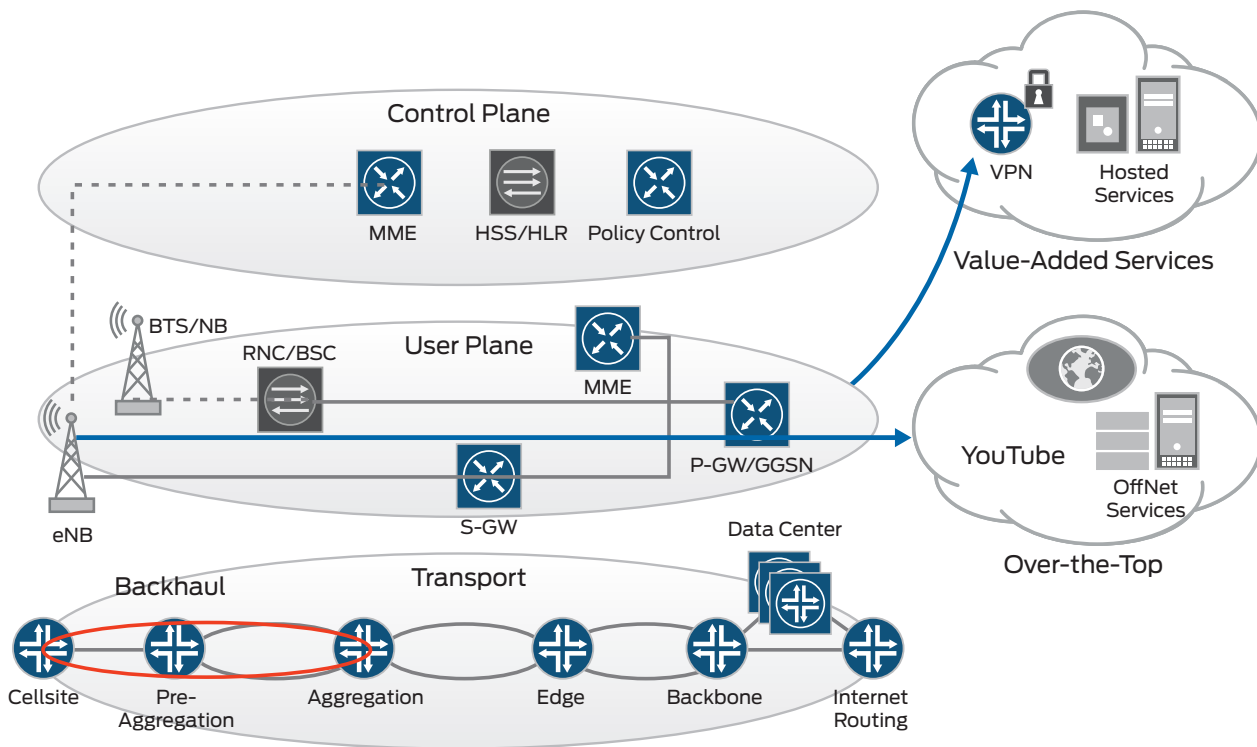 Control Plane
MME
HSS/HLR
Policy Control
VPN
Hosted
Services
Value-Added Services
BTS/NB
RNC/BSC
User Plane
MME
P-GW/GGSN
S-GW
eNB
YouTube
OffNet
Services
Over-the-Top
Data Center
Backhaul
Transport
Cellsite
Pre-
Aggregation
Aggregation
Edge
Backbone
Internet
Routing